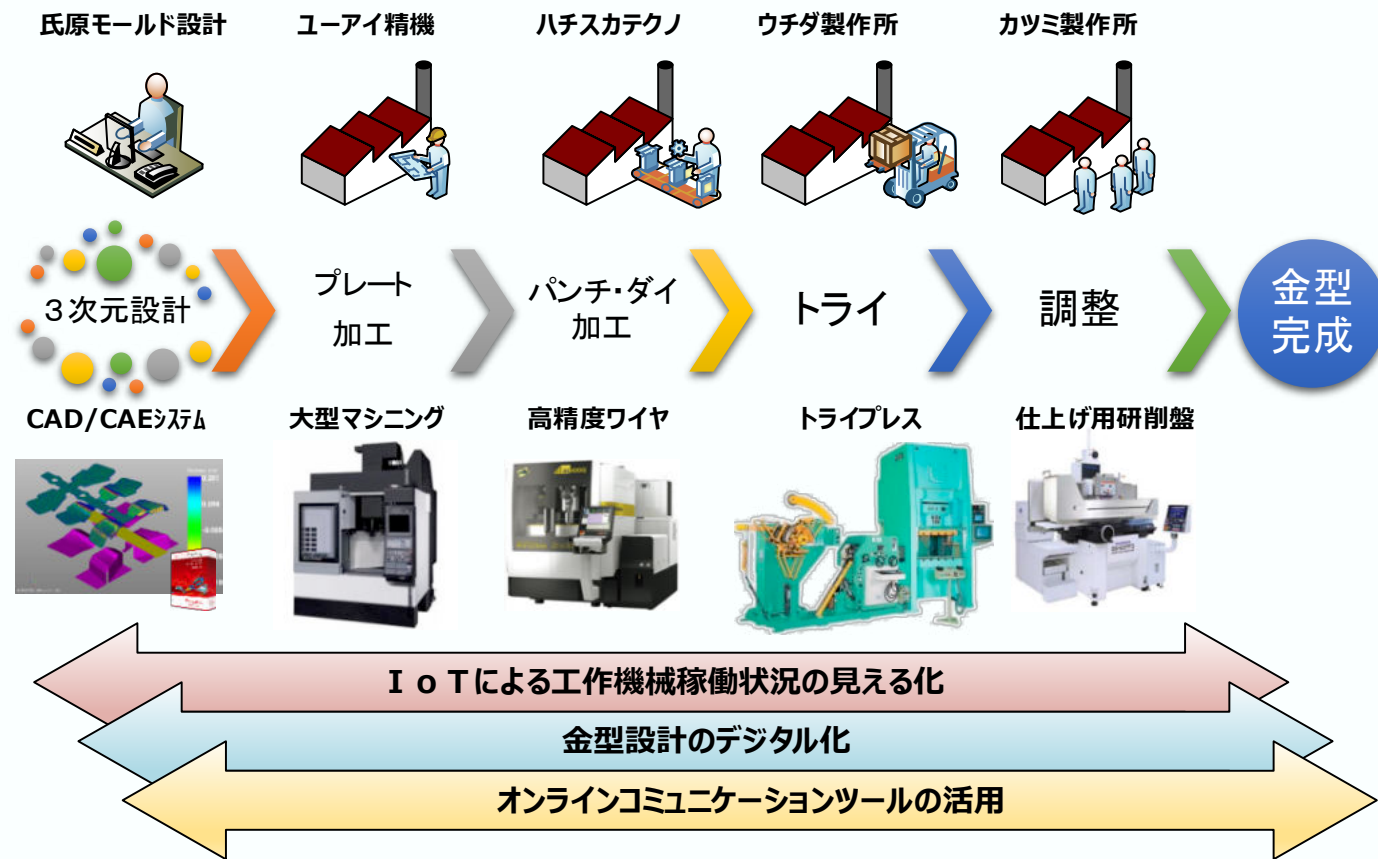 氏原モールド設計
ユーアイ精機
ハチスカテクノ
ウチダ製作所
カツミ製作所
３次元設計
プレート
加工
パンチ・ダイ
加工
トライ
調整
金型
完成
CAD/CAEｼｽﾃﾑ
大型マシニング
高精度ワイヤ
トライプレス
仕上げ用研削盤
ＩｏＴによる工作機械稼働状況の見える化
金型設計のデジタル化
オンラインコミュニケーションツールの活用